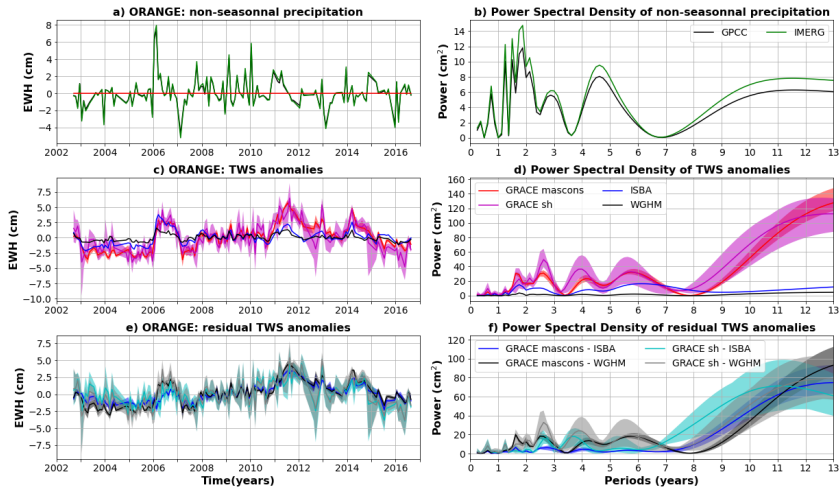 a) ORANGE: non-seasonnal precipitation
EWH (cm)
8
6
4
2
0
−2
−4
2002 2004 2006 2008 2010 2012 2014 2016
b) Power Spectral Density of non-seasonnal precipitation
Power (cm²)
14
12
10
8
6
4
2
0
GPCC IMERG
0 1 2 3 4 5 6 7 8 9 10 11 12 13
c) ORANGE: TWS anomalies
EWH (cm)
7.5
5.0
2.5
0.0
−2.5
−5.0
−7.5
−10.0
2002 2004 2006 2008 2010 2012 2014 2016
d) Power Spectral Density of TWS anomalies
Power (cm²)
160
140
120
100
80
60
40
20
0
GRACE mascons ISBA
GRACE sh WGHM
0 1 2 3 4 5 6 7 8 9 10 11 12 13
e) ORANGE: residual TWS anomalies
EWH (cm)
7.5
5.0
2.5
0.0
−2.5
−5.0
−7.5
2002 2004 2006 2008 2010 2012 2014 2016
Time(years)
f) Power Spectral Density of residual TWS anomalies
Power (cm²)
120
100
80
60
40
20
0
GRACE mascons - ISBA GRACE sh - ISBA
GRACE mascons - WGHM GRACE sh - WGHM
0 1 2 3 4 5 6 7 8 9 10 11 12 13
Periods (years)